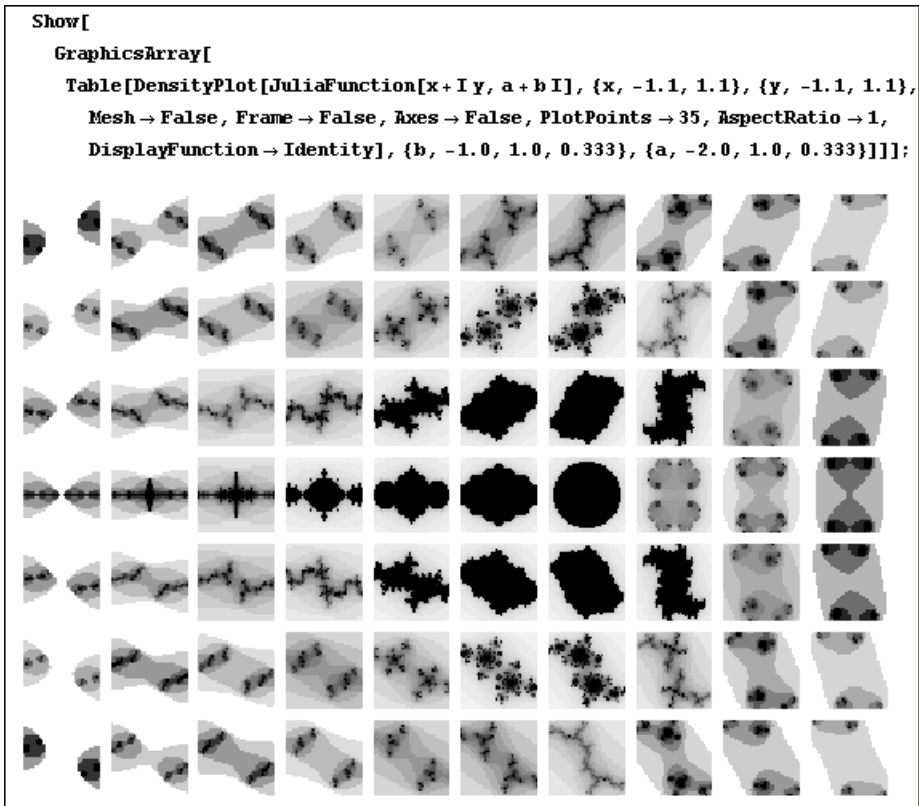 Show[
GraphicsArray[
Table[DensityPlot[JuliaFunction[x + I y, a + b I], {x, -1.1, 1.1}, {y, -1.1, 1.1},
Mesh → False, Frame → False, Axes → False, PlotPoints → 35, AspectRatio → 1,
DisplayFunction → Identity], {b, -1.0, 1.0, 0.333}, {a, -2.0, 1.0, 0.333}]]];